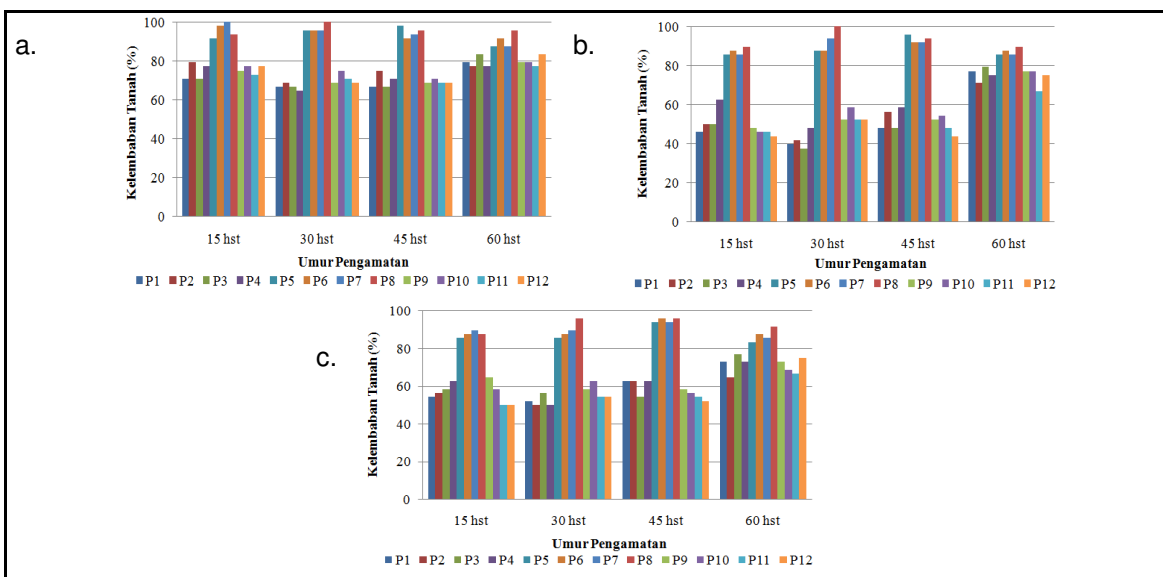 a.
Kelembaban Tanah (%)
100
80
60
40
20
0
15 hst 30 hst 45 hst 60 hst
Umur Pengamatan
P1 P2 P3 P4 P5 P6 P7 P8 P9 P10 P11 P12
b.
Kelembaban Tanah (%)
100
80
60
40
20
0
15 hst 30 hst 45 hst 60 hst
Umur Pengamatan
P1 P2 P3 P4 P5 P6 P7 P8 P9 P10 P11 P12
c.
Kelembaban Tanah (%)
100
80
60
40
20
0
15 hst 30 hst 45 hst 60 hst
Umur Pengamatan
P1 P2 P3 P4 P5 P6 P7 P8 P9 P10 P11 P12